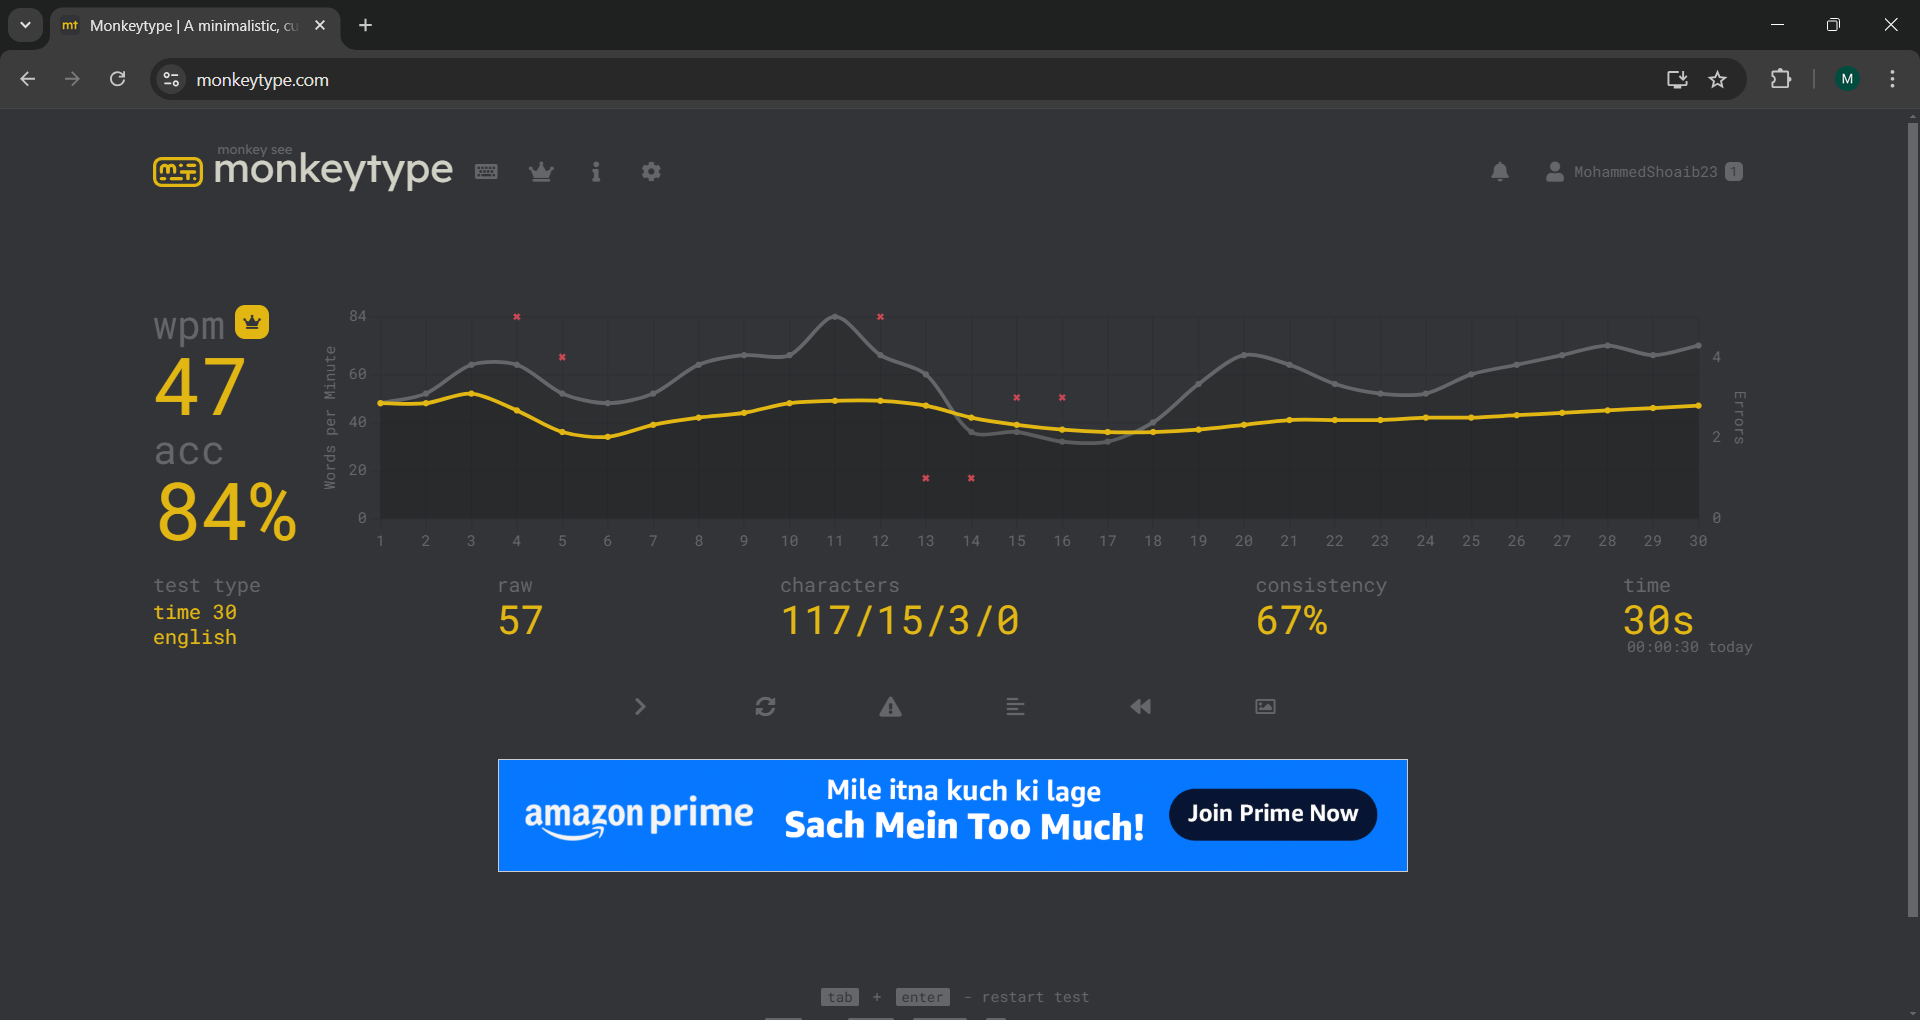 mt Monkeytype | A minimalistic, cu
monkeytype.com
M
monkey see
monkeytype
MohammedShoaib23 1
wpm
47
acc
84%
Words per Minute
84
60
40
20
0
1 2 3 4 5 6 7 8 9 10 11 12 13 14 15 16 17 18 19 20 21 22 23 24 25 26 27 28 29 30
4
2
0
Errors
test type
time 30
english
raw
57
characters
117/15/3/0
consistency
67%
time
30s
00:00:30 today
amazon prime
Mile itna kuch ki lage
Sach Mein Too Much!
Join Prime Now
tab + enter - restart test